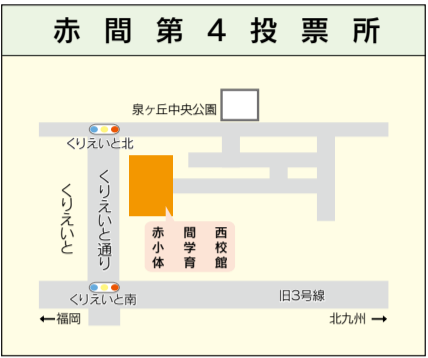 赤間第4投票所
泉ヶ丘中央公園
くりえいと北
くりえいと
くりえいと通り
赤間西
小学校
体育館
くりえいと南
旧3号線
←福岡
北九州→